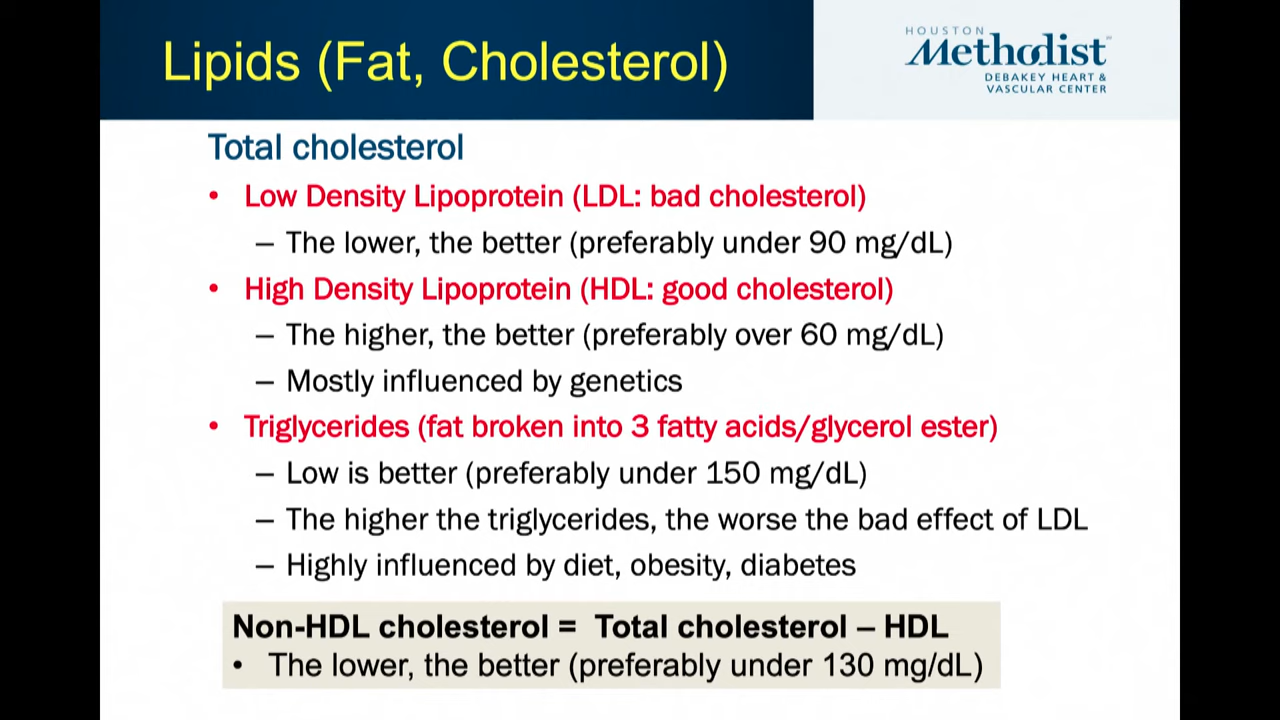 Lipids (Fat, Cholesterol)
HOUSTON
Methodist
DEBAKEY HEART &
VASCULAR CENTER
Total cholesterol
• Low Density Lipoprotein (LDL: bad cholesterol)
– The lower, the better (preferably under 90 mg/dL)
• High Density Lipoprotein (HDL: good cholesterol)
– The higher, the better (preferably over 60 mg/dL)
– Mostly influenced by genetics
• Triglycerides (fat broken into 3 fatty acids/glycerol ester)
– Low is better (preferably under 150 mg/dL)
– The higher the triglycerides, the worse the bad effect of LDL
– Highly influenced by diet, obesity, diabetes
Non-HDL cholesterol = Total cholesterol – HDL
• The lower, the better (preferably under 130 mg/dL)